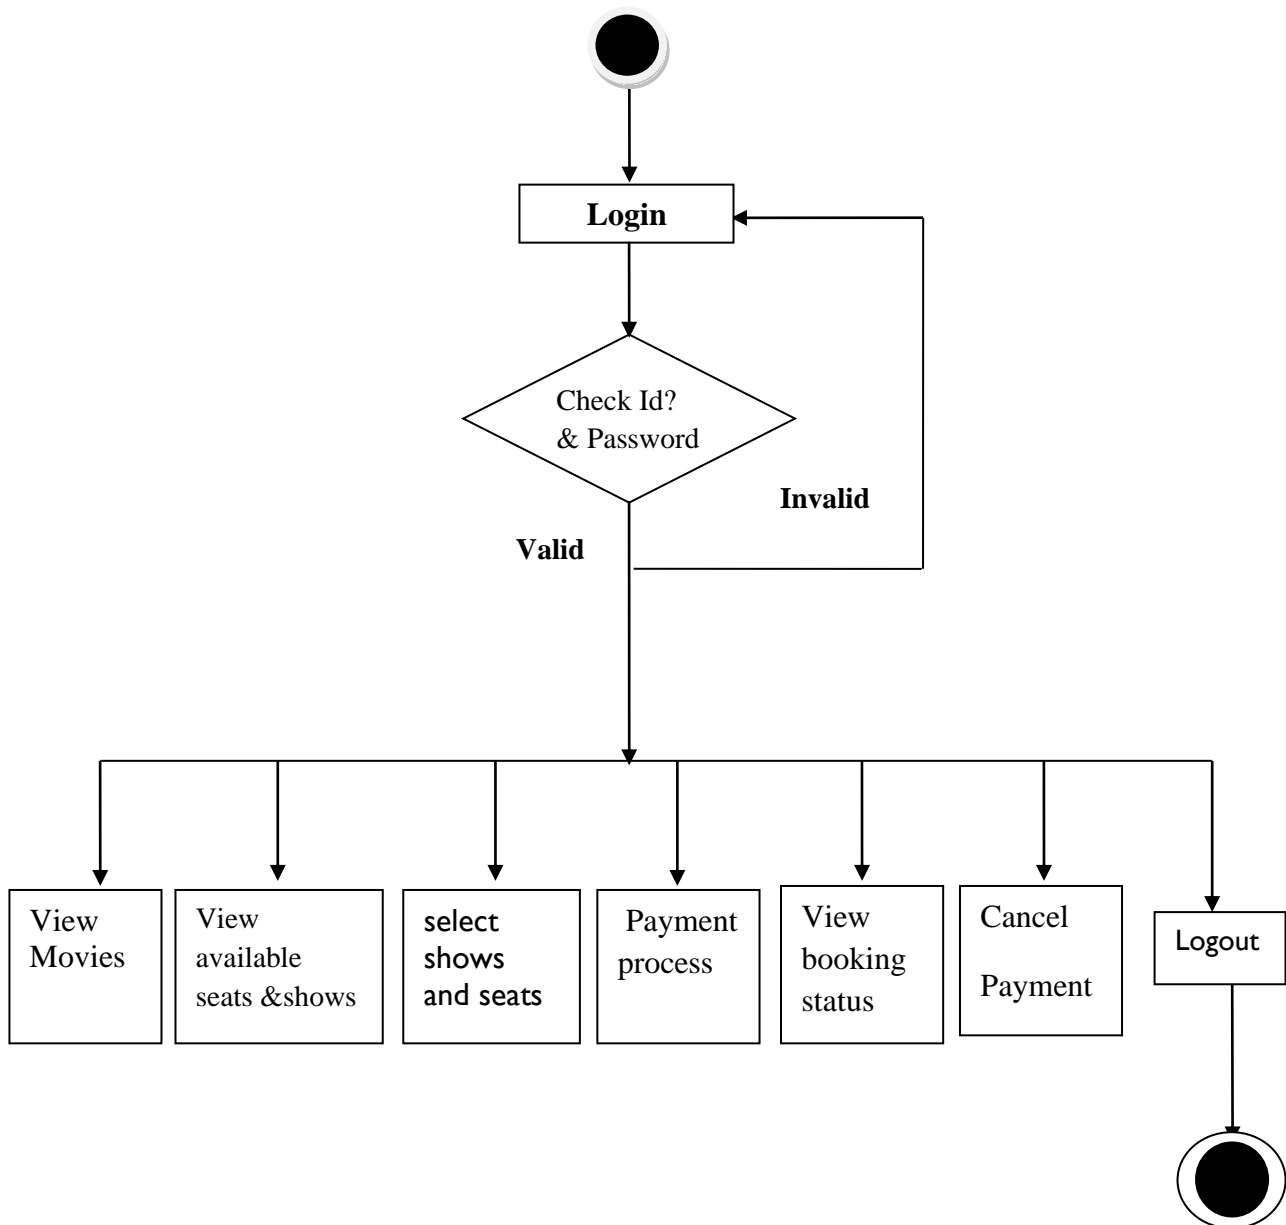 Login
Check Id?
& Password
Invalid
Valid
View
Movies
View
available
seats &shows
select
shows
and seats
Payment
process
View
booking
status
Cancel
Payment
Logout